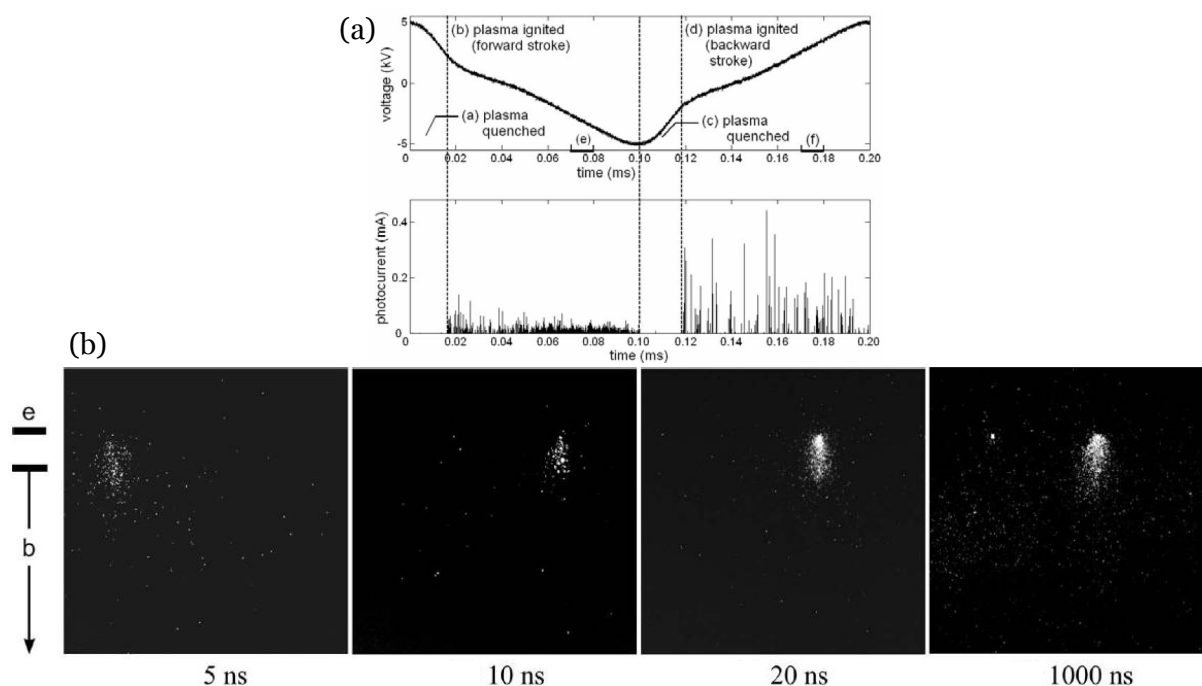 (a)
5
0
-5
voltage (kV)
(b) plasma ignited
(forward stroke)
(d) plasma ignited
(backward
stroke)
(a) plasma
quenched
(e)
(c) plasma
quenched
(f)
0 0.02 0.04 0.06 0.08 0.10 0.12 0.14 0.16 0.18 0.20
time (ms)
0.4
0.2
0
photocurrent (mA)
0 0.02 0.04 0.06 0.08 0.10 0.12 0.14 0.16 0.18 0.20
time (ms)
(b)
e
b
5 ns
10 ns
20 ns
1000 ns